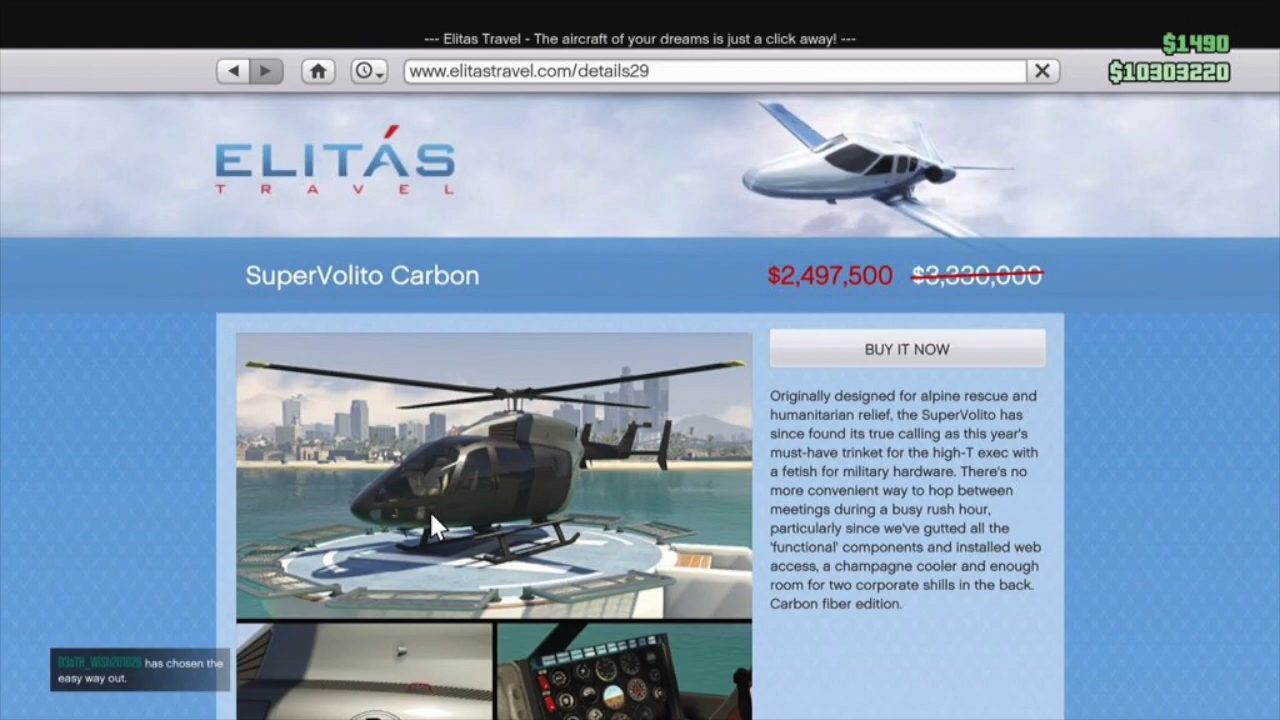 --- Elitas Travel - The aircraft of your dreams is just a click away! ---
$1490
$10303220
www.elitastravel.com/details29
ELITÁS
TRAVEL
SuperVolito Carbon
$2,497,500 $3,330,000
BUY IT NOW
Originally designed for alpine rescue and
humanitarian relief, the SuperVolito has
since found its true calling as this year's
must-have trinket for the high-T exec with
a fetish for military hardware. There's no
more convenient way to hop between
meetings during a busy rush hour,
particularly since we've gutted all the
'functional' components and installed web
access, a champagne cooler and enough
room for two corporate shills in the back.
Carbon fiber edition.
has chosen the
easy way out.